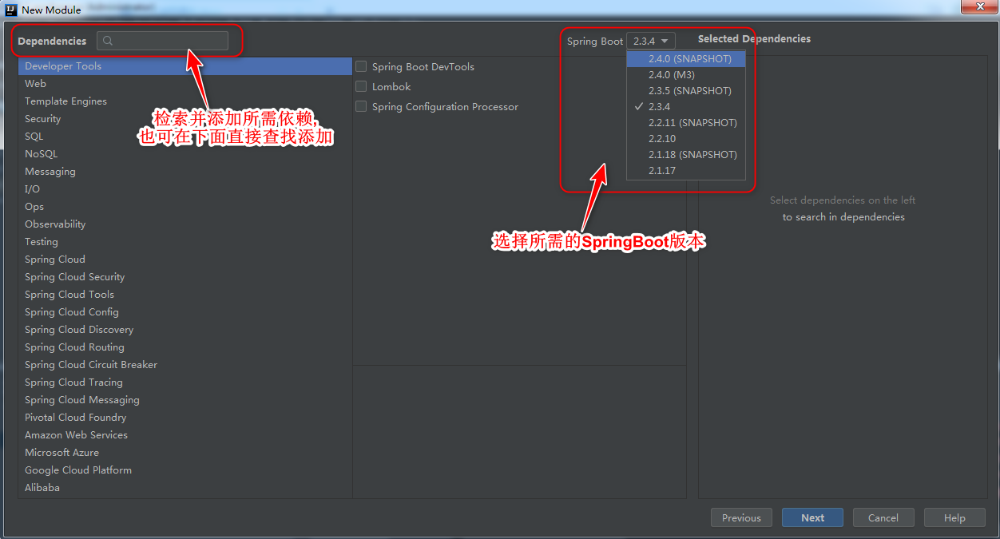 New Module
Dependencies
Spring Boot 2.3.4
Selected Dependencies
Developer Tools
Web
Template Engines
Security
SQL
NoSQL
Messaging
I/O
Ops
Observability
Testing
Spring Cloud
Spring Cloud Security
Spring Cloud Tools
Spring Cloud Config
Spring Cloud Discovery
Spring Cloud Routing
Spring Cloud Circuit Breaker
Spring Cloud Tracing
Spring Cloud Messaging
Pivotal Cloud Foundry
Amazon Web Services
Microsoft Azure
Google Cloud Platform
Alibaba
检索并添加所需依赖,
也可在下面直接查找添加
Spring Boot DevTools
Lombok
Spring Configuration Processor
2.4.0 (SNAPSHOT)
2.4.0 (M3)
2.3.5 (SNAPSHOT)
2.3.4
2.2.11 (SNAPSHOT)
2.2.10
2.1.18 (SNAPSHOT)
2.1.17
选择所需的SpringBoot版本
Select dependencies on the left
to search in dependencies
Previous
Next
Cancel
Help